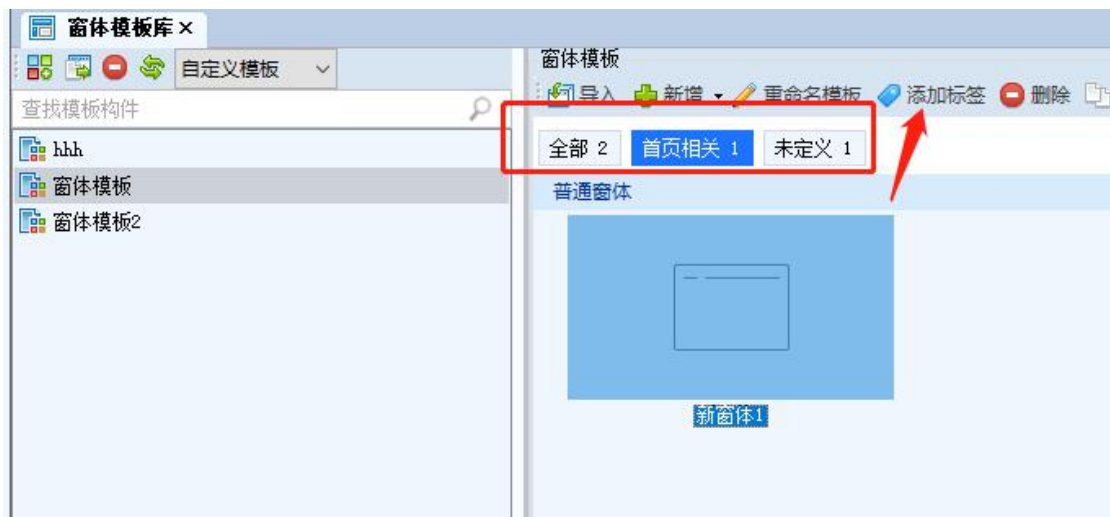 窗体模板库
自定义模板
查找模板构件
hhh
窗体模板
窗体模板2
窗体模板
导入 新增 重命名模板 添加标签 删除
全部 2 首页相关 1 未定义 1
普通窗体
新窗体1